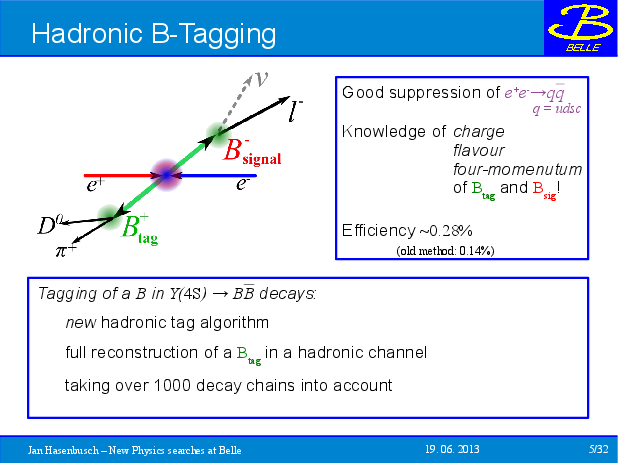 Hadronic B-Tagging
BELLE
ν
l⁻
B⁻signal
e⁺
e⁻
D⁰
B⁺tag
π⁺
Good suppression of e⁺e⁻→qq̅
q = udsc
Knowledge of charge
flavour
four-momenutum
of Btag and Bsig!
Efficiency ~0.28%
(old method: 0.14%)
Tagging of a B in Υ(4S) → BB̅ decays:
new hadronic tag algorithm
full reconstruction of a Btag in a hadronic channel
taking over 1000 decay chains into account
Jan Hasenbusch – New Physics searches at Belle
19. 06. 2013
5/32